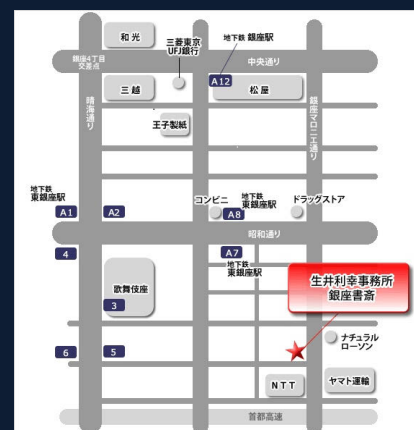 和光
三菱東京
UFJ銀行
地下鉄 銀座駅
銀座4丁目
交差点
中央通り
三越
A12
松屋
晴海通り
王子製紙
銀座マロニエ通り
地下鉄
東銀座駅
A1
A2
コンビニ
地下鉄
東銀座駅
A8
ドラッグストア
昭和通り
4
A7
地下鉄
東銀座駅
歌舞伎座
3
生井利幸事務所
銀座書斎
6
5
ナチュラル
ローソン
NTT
ヤマト運輸
首都高速